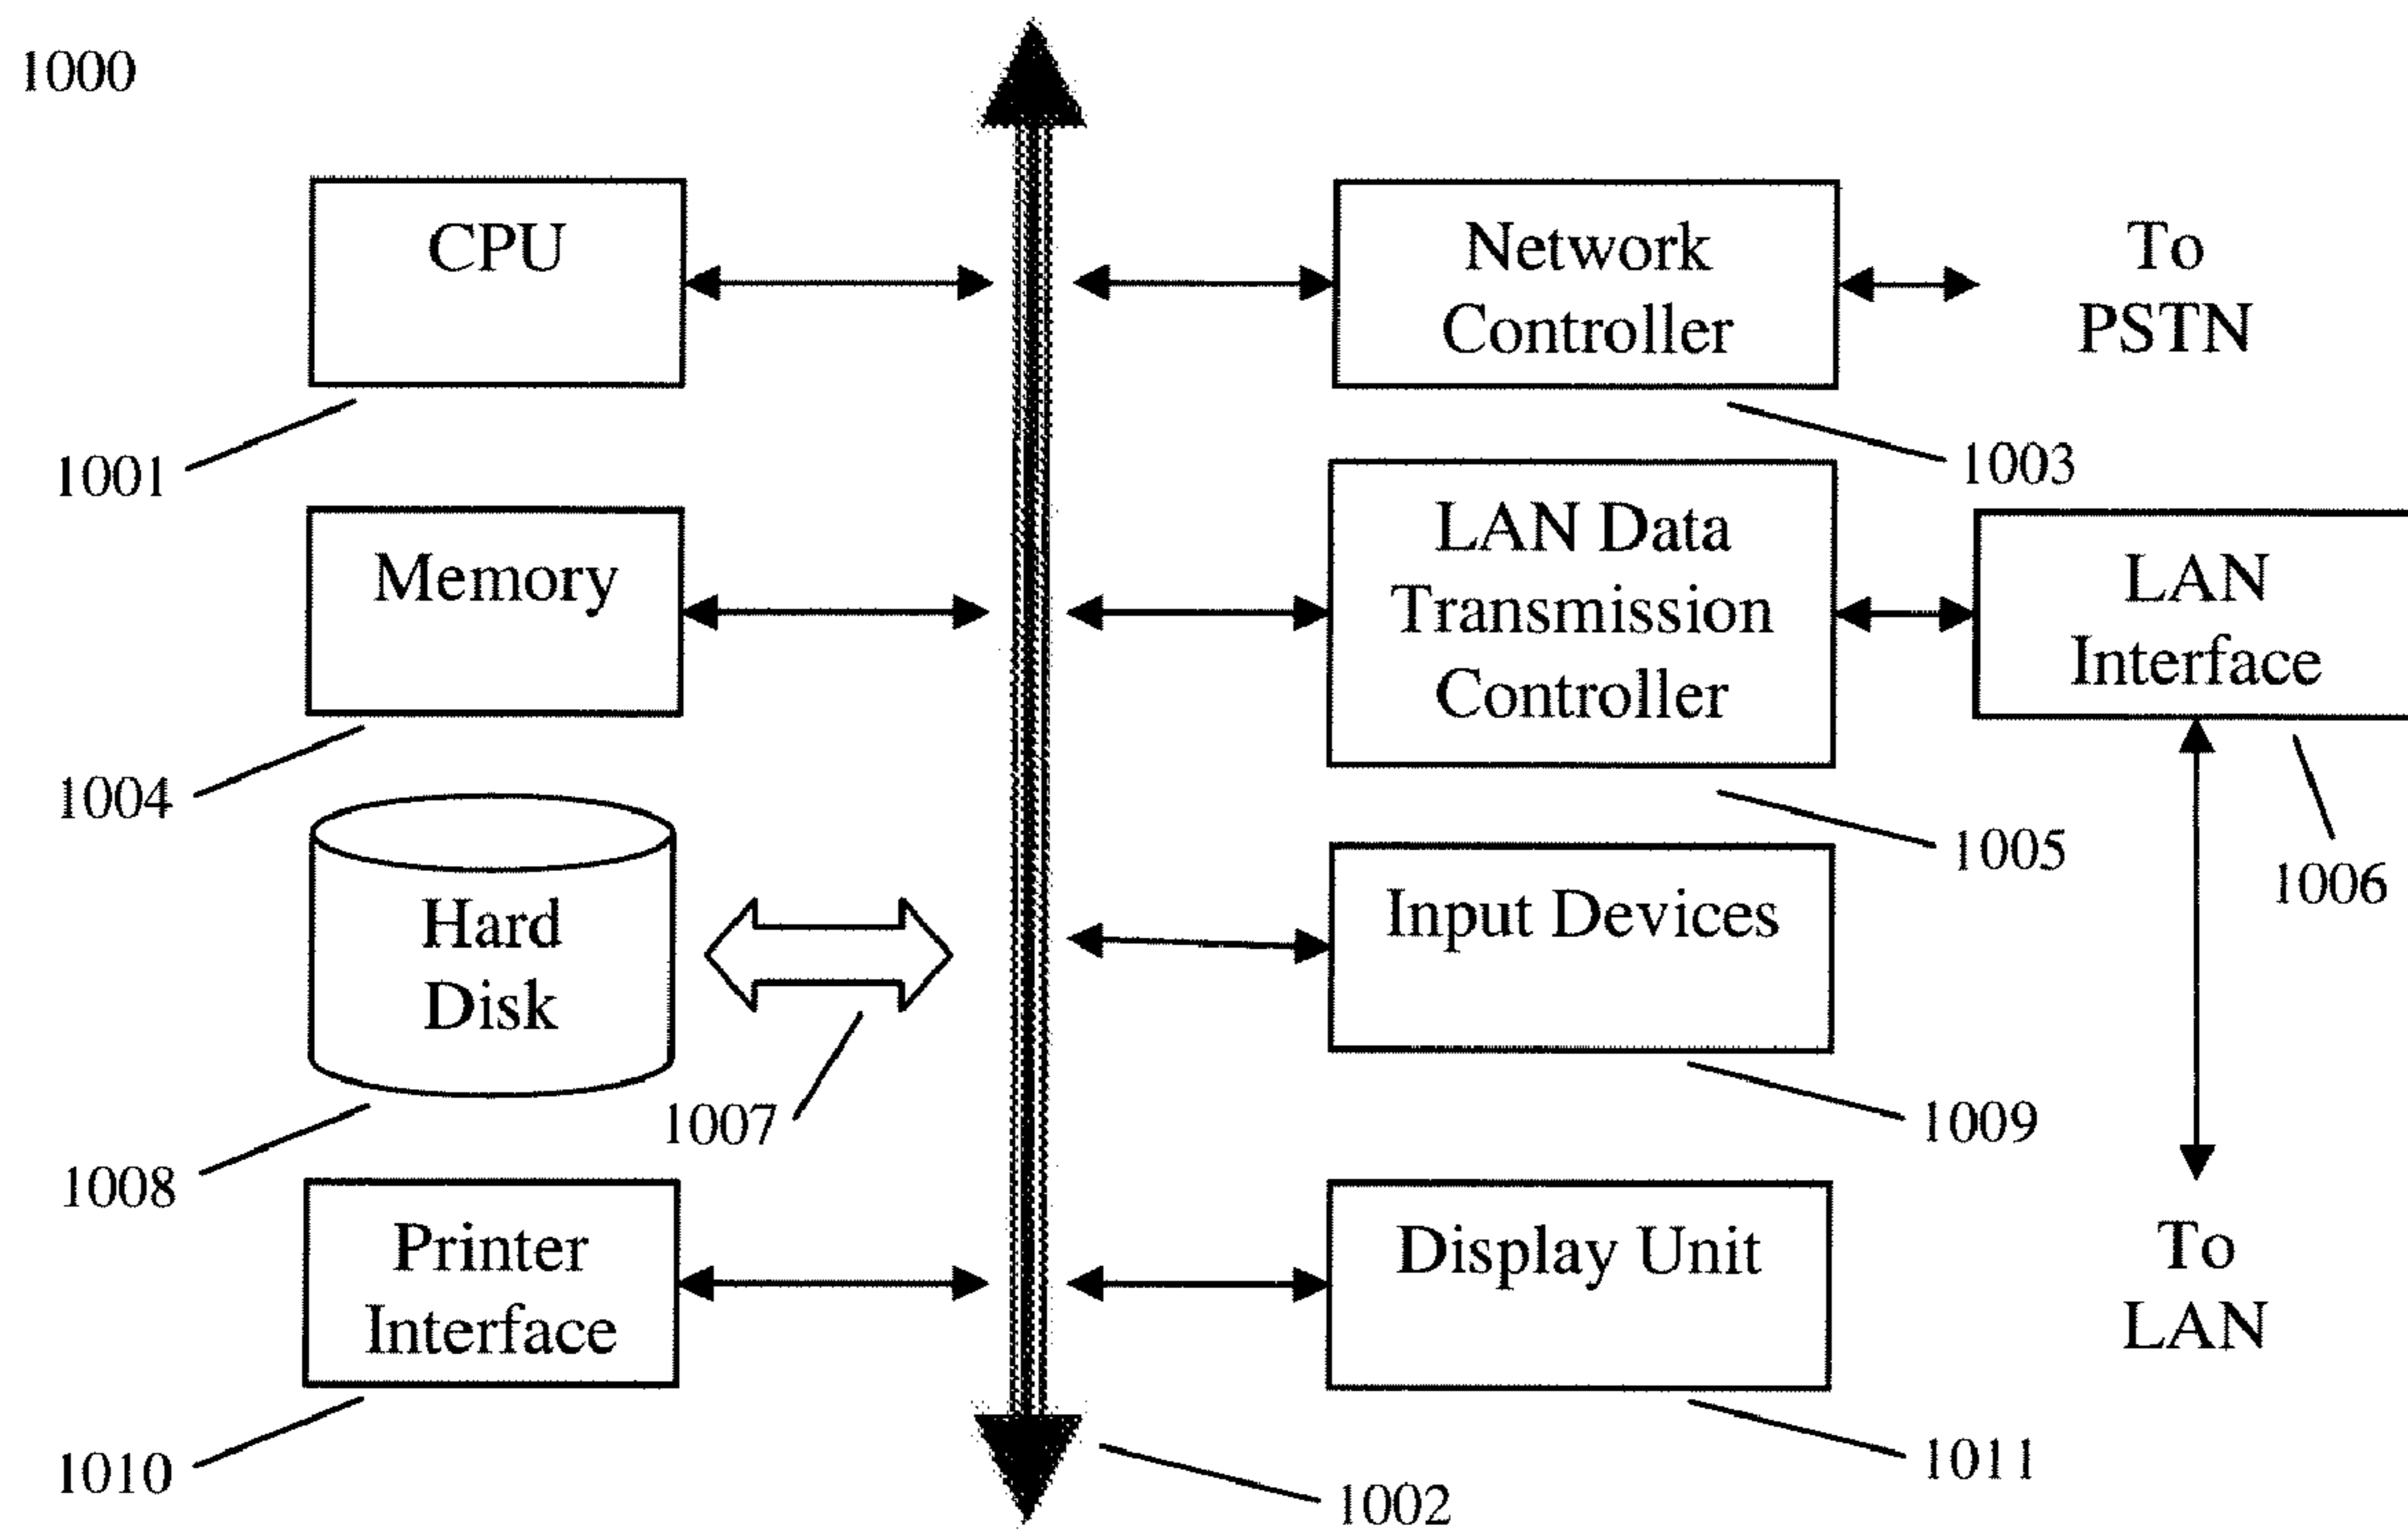 1000
CPU
Network
Controller
To
PSTN
1001
1003
Memory
LAN Data
Transmission
Controller
LAN
Interface
1004
1005
1006
Hard
Disk
Input Devices
1007
1009
1008
Printer
Interface
Display Unit
To
LAN
1010
1011
1002